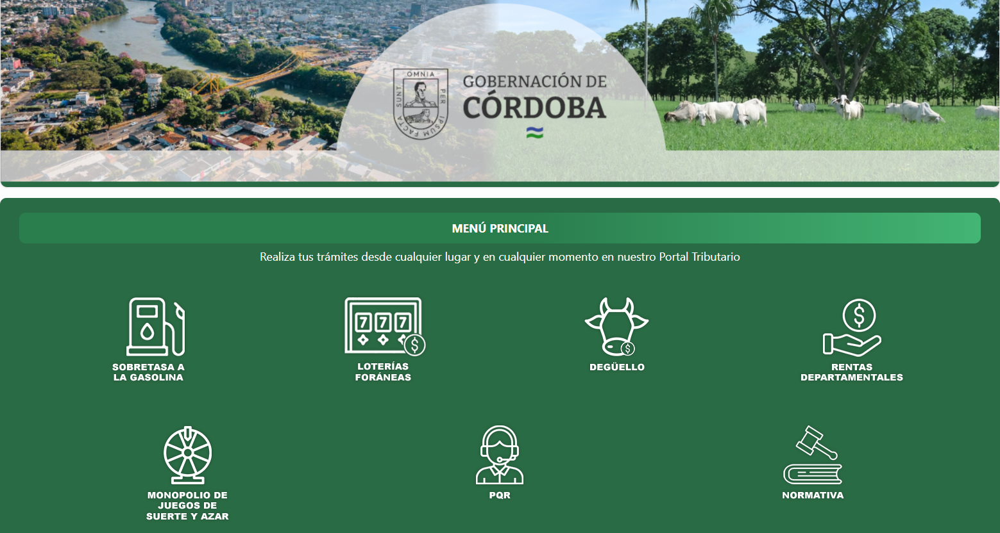 OMNIA
PER
IPSUM FACTA
SUNT
GOBERNACIÓN DE
CÓRDOBA
MENÚ PRINCIPAL
Realiza tus trámites desde cualquier lugar y en cualquier momento en nuestro Portal Tributario
777
$
$
$
SOBRETASA A
LA GASOLINA
LOTERÍAS
FORÁNEAS
DEGÜELLO
RENTAS
DEPARTAMENTALES
MONOPOLIO DE
JUEGOS DE
SUERTE Y AZAR
PQR
NORMATIVA